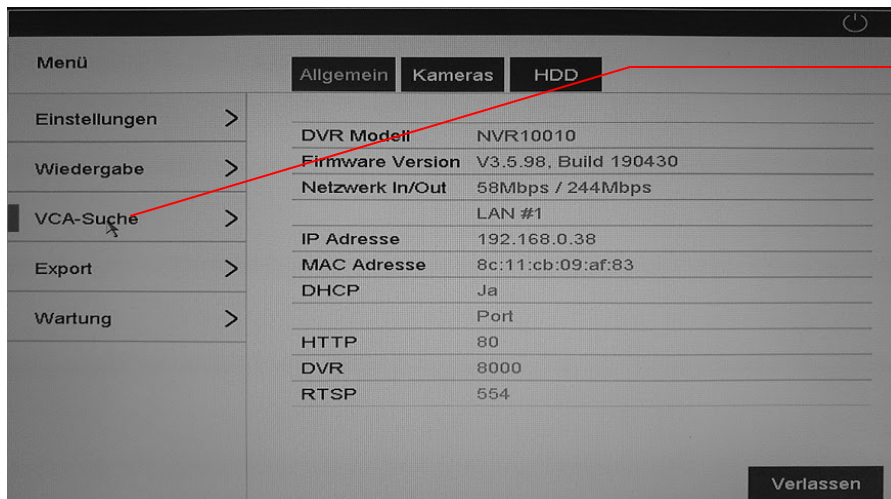 Menü
Allgemein Kameras HDD
Einstellungen >
Wiedergabe >
VCA-Suche >
Export >
Wartung >
DVR Modell NVR10010
Firmware Version V3.5.98, Build 190430
Netzwerk In/Out 58Mbps / 244Mbps
LAN #1
IP Adresse 192.168.0.38
MAC Adresse 8c:11:cb:09:af:83
DHCP Ja
Port
HTTP 80
DVR 8000
RTSP 554
Verlassen